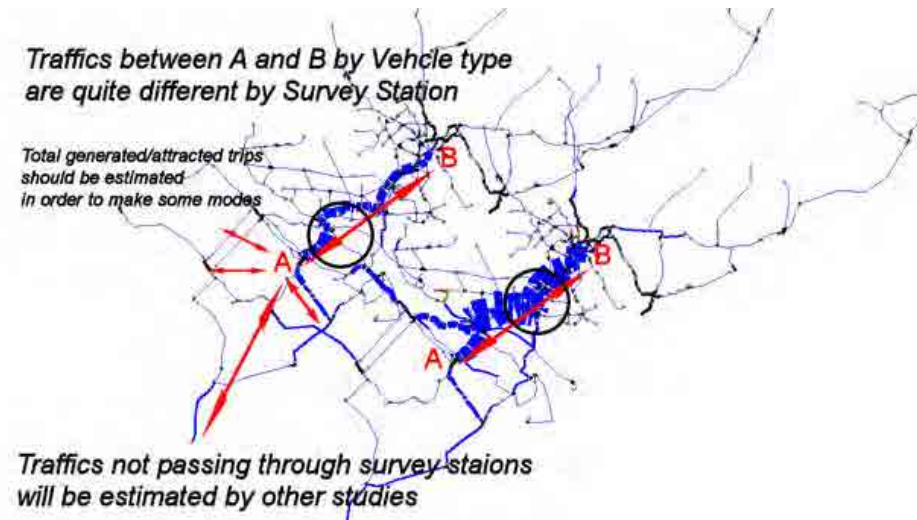 Traffics between A and B by Vehcle type
are quite different by Survey Station
B
Total generated/attracted trips
should be estimated
in order to make some modes
A
B
A
Traffics not passing through survey staions
will be estimated by other studies